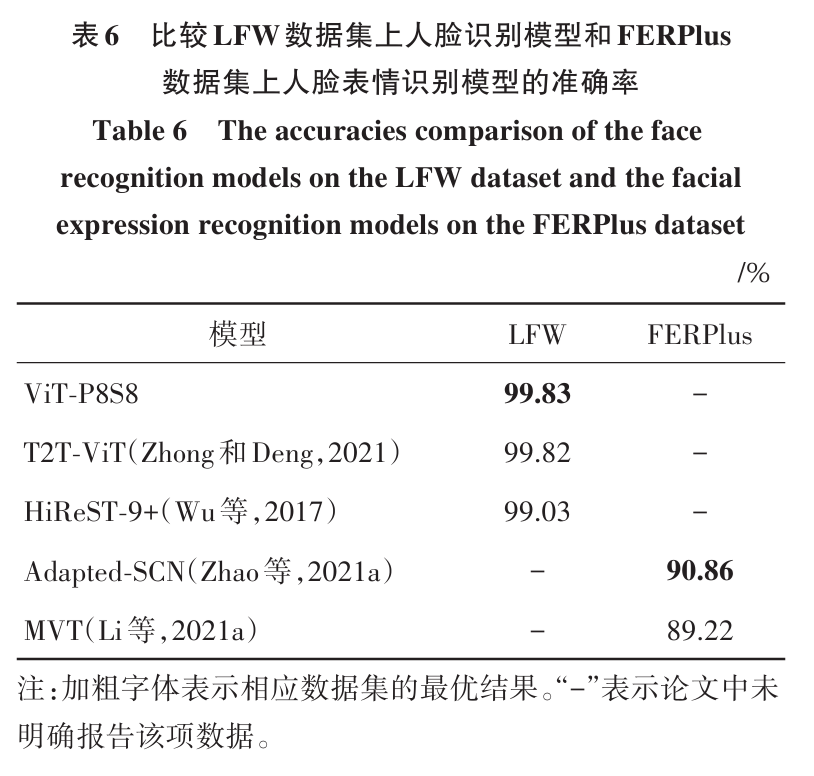 表6 比较LFW数据集上人脸识别模型和FERPlus
数据集上人脸表情识别模型的准确率
Table 6 The accuracies comparison of the face
recognition models on the LFW dataset and the facial
expression recognition models on the FERPlus dataset
/%
模型 LFW FERPlus
ViT-P8S8 99.83 –
T2T-ViT(Zhong和Deng,2021) 99.82 –
HiReST-9+(Wu等,2017) 99.03 –
Adapted-SCN(Zhao等,2021a) – 90.86
MVT(Li等,2021a) – 89.22
注:加粗字体表示相应数据集的最优结果。“–”表示论文中未
明确报告该项数据。